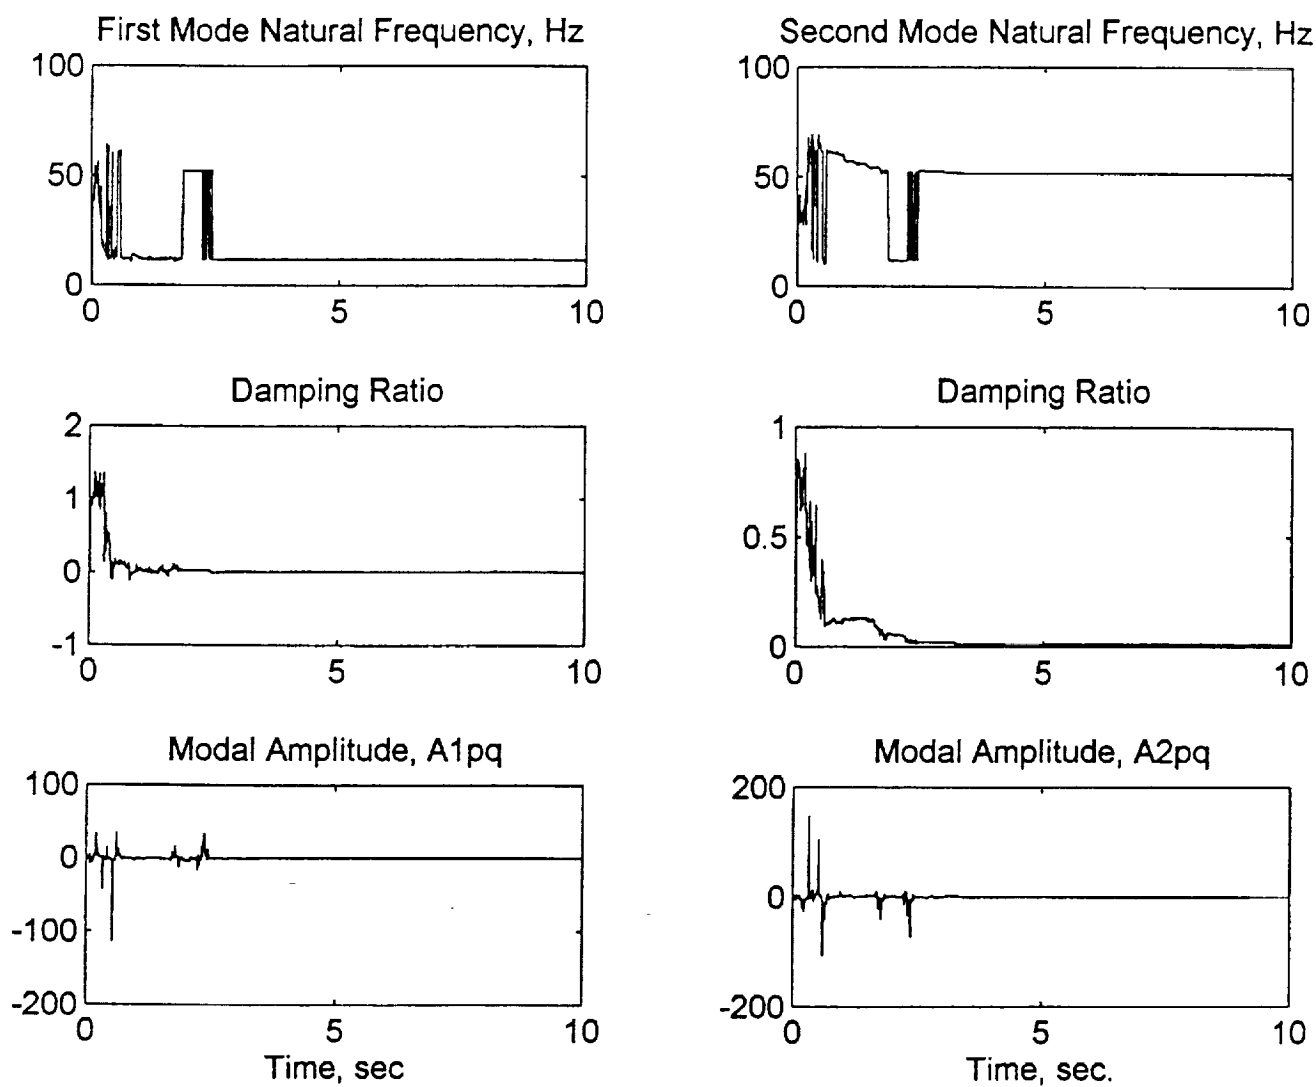 First Mode Natural Frequency, Hz
100
50
0
0 5 10
Second Mode Natural Frequency, Hz
100
50
0
0 5 10
Damping Ratio
2
1
0
-1
0 5 10
Damping Ratio
1
0.5
0
0 5 10
Modal Amplitude, A1pq
100
0
-100
-200
0 5 10
Time, sec
Modal Amplitude, A2pq
200
0
-200
0 5 10
Time, sec.